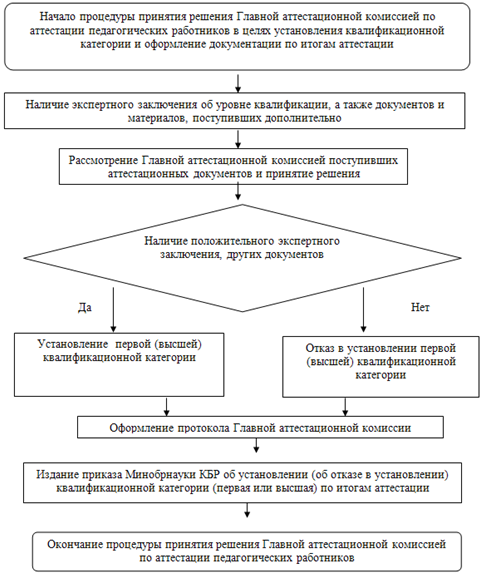 Начало процедуры принятия решения Главной аттестационной комиссией по
аттестации педагогических работников в целях установления квалификационной
категории и оформление документации по итогам аттестации
Наличие экспертного заключения об уровне квалификации, а также документов и
материалов, поступивших дополнительно
Рассмотрение Главной аттестационной комиссией поступивших
аттестационных документов и принятие решения
Наличие положительного экспертного
заключения, других документов
Да
Нет
Установление первой (высшей)
квалификационной категории
Отказ в установлении первой
(высшей) квалификационной
категории
Оформление протокола Главной аттестационной комиссии
Издание приказа Минобрнауки КБР об установлении (об отказе в установлении)
квалификационной категории (первая или высшая) по итогам аттестации
Окончание процедуры принятия решения Главной аттестационной комиссией
по аттестации педагогических работников